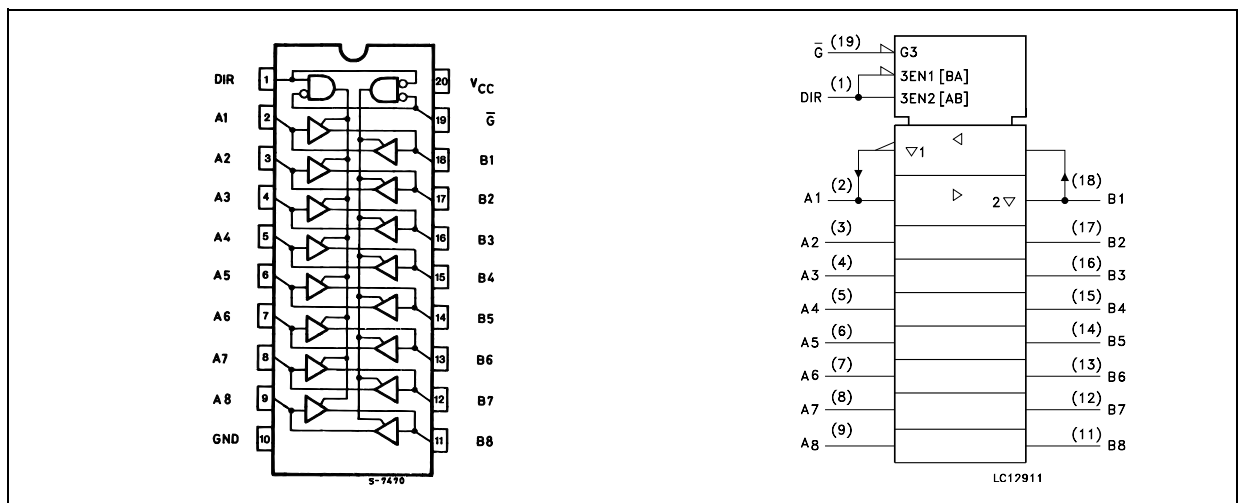 DIR 1 20 VCC
A1 2 19 G̅
A2 3 18 B1
A3 4 17 B2
A4 5 16 B3
A5 6 15 B4
A6 7 14 B5
A7 8 13 B6
A8 9 12 B7
GND 10 11 B8
S-7470
G̅ (19) G3
3EN1 [BA]
DIR (1) 3EN2 [AB]
▽1 ◁
A1 (2) ▷ 2▽ (18) B1
A2 (3) (17) B2
A3 (4) (16) B3
A4 (5) (15) B4
A5 (6) (14) B5
A6 (7) (13) B6
A7 (8) (12) B7
A8 (9) (11) B8
LC12911